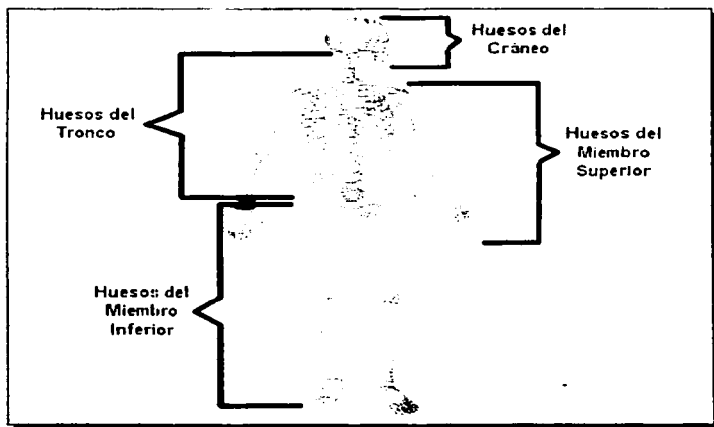 Huesos del
Cráneo
Huesos del
Tronco
Huesos del
Miembro
Superior
Huesos del
Miembro
Inferior